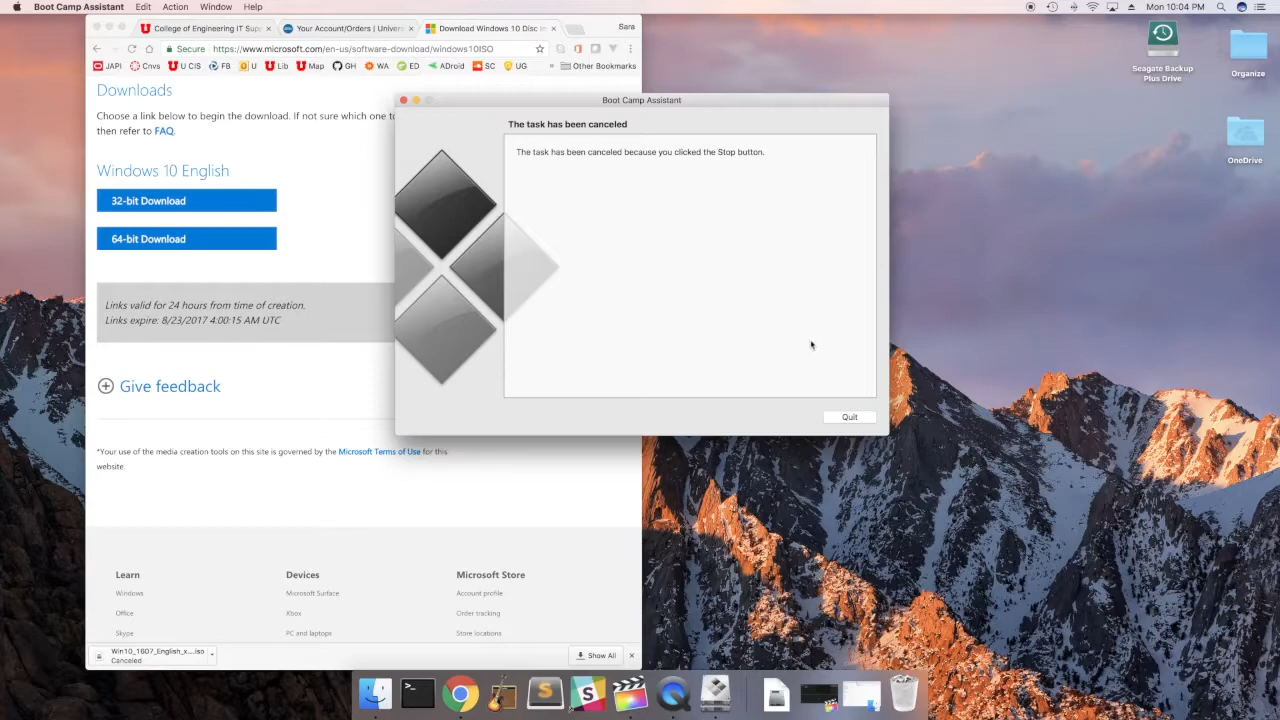 Boot Camp Assistant Edit Action Window Help
Mon 10:04 PM
College of Engineering IT Sup
Your Account/Orders | Univers
Download Windows 10 Disc Im
Sara
Secure https://www.microsoft.com/en-us/software-download/windows10ISO
JAPI Cnvs U CIS FB U Lib Map GH WA ED ADroid SC UG » Other Bookmarks
Downloads
Choose a link below to begin the download. If not sure which one to
then refer to FAQ.
Windows 10 English
32-bit Download
64-bit Download
Links valid for 24 hours from time of creation.
Links expire: 8/23/2017 4:00:15 AM UTC
Give feedback
*Your use of the media creation tools on this site is governed by the Microsoft Terms of Use for this
website.
Learn
Windows
Office
Skype
Devices
Microsoft Surface
Xbox
PC and laptops
Microsoft Store
Account profile
Order tracking
Store locations
Win10_1607_English_x....iso
Canceled
Show All
Boot Camp Assistant
The task has been canceled
The task has been canceled because you clicked the Stop button.
Quit
Seagate Backup
Plus Drive
Organize
OneDrive